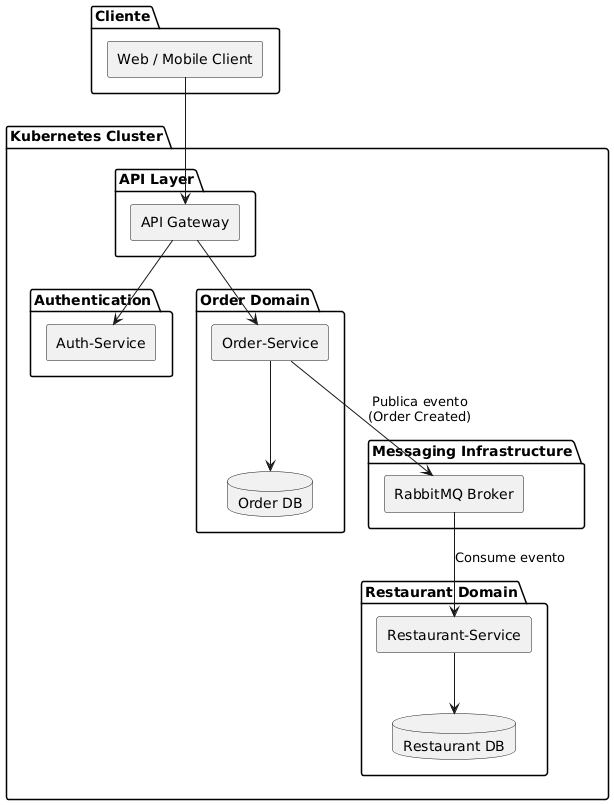 Cliente
Web / Mobile Client
Kubernetes Cluster
API Layer
API Gateway
Authentication
Auth-Service
Order Domain
Order-Service
Publica evento
(Order Created)
Order DB
Messaging Infrastructure
RabbitMQ Broker
Consume evento
Restaurant Domain
Restaurant-Service
Restaurant DB